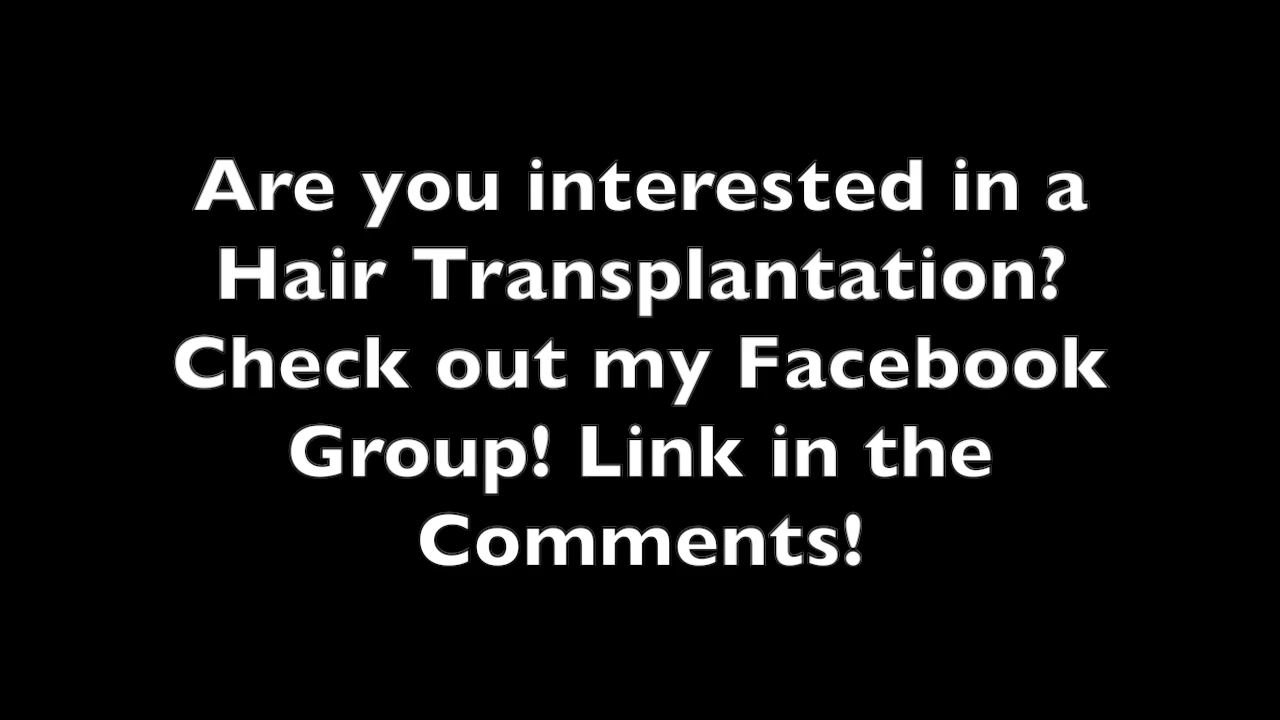 Are you interested in a
Hair Transplantation?
Check out my Facebook
Group! Link in the
Comments!